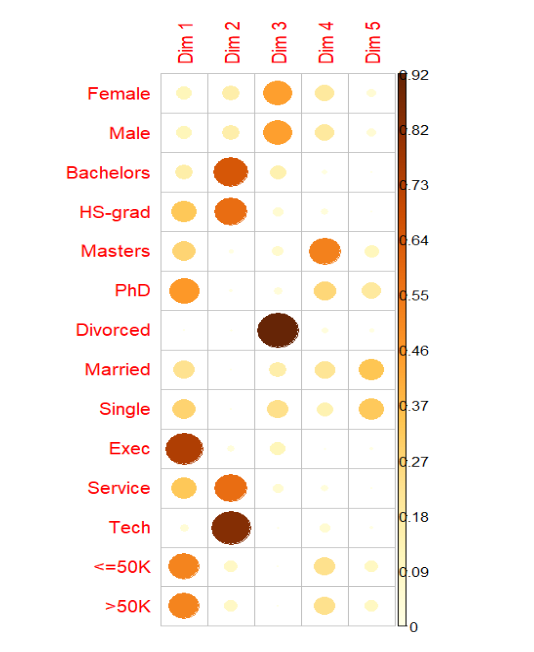 Dim 1 Dim 2 Dim 3 Dim 4 Dim 5
0.92
Female
Male
0.82
Bachelors
0.73
HS-grad
0.64
Masters
PhD
0.55
Divorced
0.46
Married
0.37
Single
Exec
0.27
Service
0.18
Tech
<=50K
0.09
>50K
0